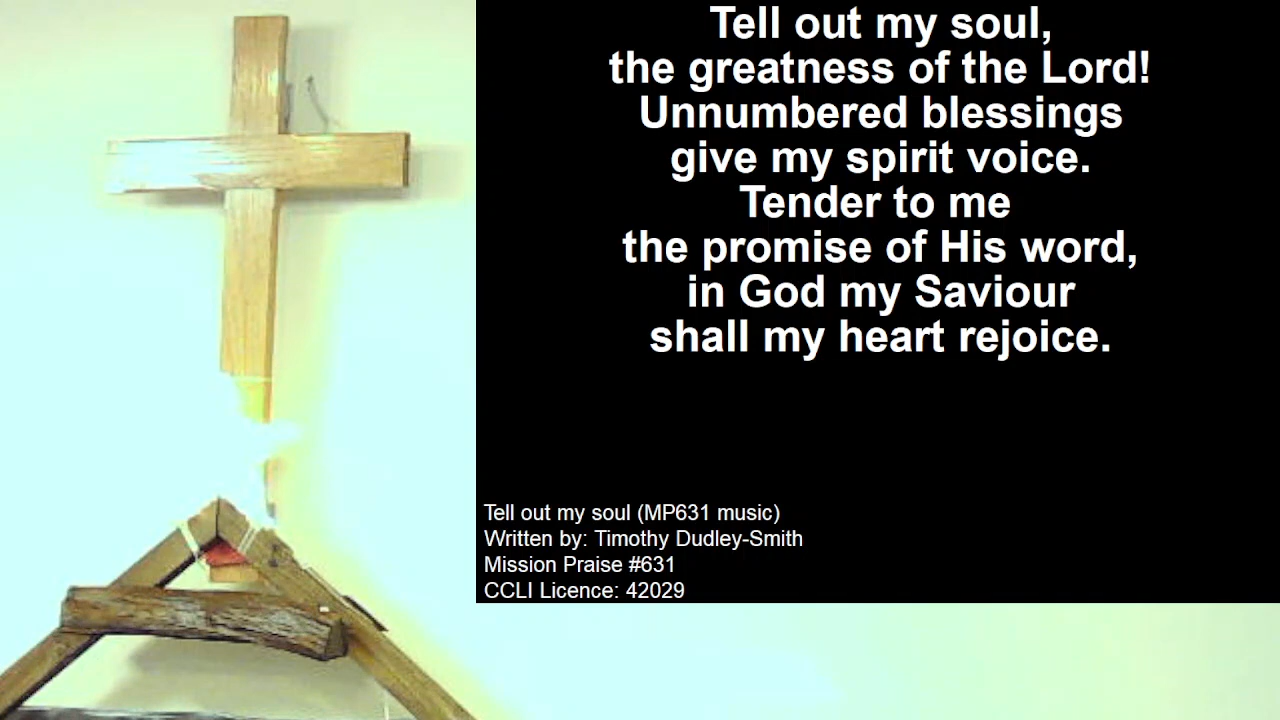 Tell out my soul,
the greatness of the Lord!
Unnumbered blessings
give my spirit voice.
Tender to me
the promise of His word,
in God my Saviour
shall my heart rejoice.
Tell out my soul (MP631 music)
Written by: Timothy Dudley-Smith
Mission Praise #631
CCLI Licence: 42029